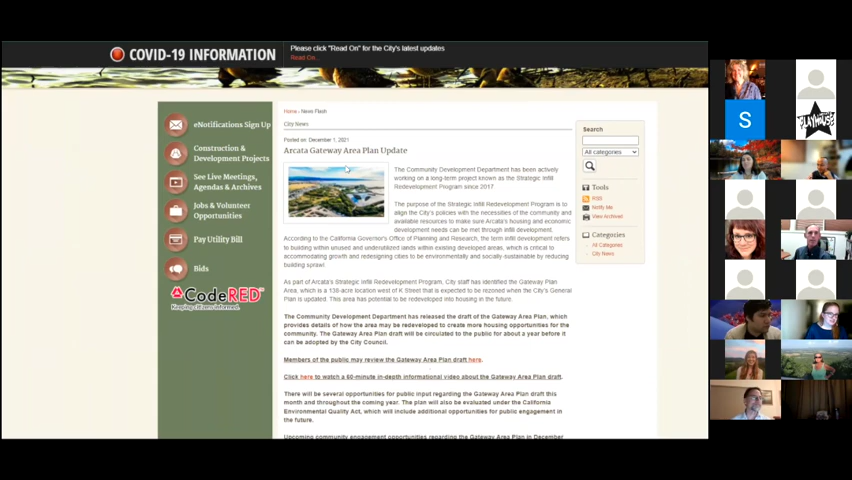 COVID-19 INFORMATION
Please click "Read On" for the City's latest updates
Read On...
eNotifications Sign Up
Construction &
Development Projects
See Live Meetings,
Agendas & Archives
Jobs & Volunteer
Opportunities
Pay Utility Bill
Bids
CodeRED
Keeping citizens informed.
Home › News Flash
City News
Posted on: December 1, 2021
Arcata Gateway Area Plan Update
The Community Development Department has been actively
working on a long-term project known as the Strategic Infill
Redevelopment Program since 2017
The purpose of the Strategic Infill Redevelopment Program is to
align the City's policies with the necessities of the community and
available resources to make sure Arcata's housing and economic
development needs can be met through infill development.
According to the California Governor's Office of Planning and Research, the term infill development refers
to building within unused and underutilized lands within existing developed areas, which is critical to
accommodating growth and redesigning cities to be environmentally and socially sustainable by reducing
building sprawl
As part of Arcata's Strategic Infill Redevelopment Program, City staff has identified the Gateway Plan
Area, which is a 138-acre location west of K Street that is expected to be rezoned when the City's General
Plan is updated. This area has potential to be redeveloped into housing in the future.
The Community Development Department has released the draft of the Gateway Area Plan, which
provides details of how the area may be redeveloped to create more housing opportunities for the
community. The Gateway Area Plan draft will be circulated to the public for about a year before it
can be adopted by the City Council.
Members of the public may review the Gateway Area Plan draft here.
Click here to watch a 60-minute in-depth informational video about the Gateway Area Plan draft.
There will be several opportunities for public input regarding the Gateway Area Plan draft this
month and throughout the coming year. The plan will also be evaluated under the California
Environmental Quality Act, which will include additional opportunities for public engagement in
the future.
Upcoming community engagement opportunities regarding the Gateway Area Plan in December
Search
All categories
Tools
RSS
Notify Me
View Archived
Categories
All Categories
City News
S
PLAYHOUSE